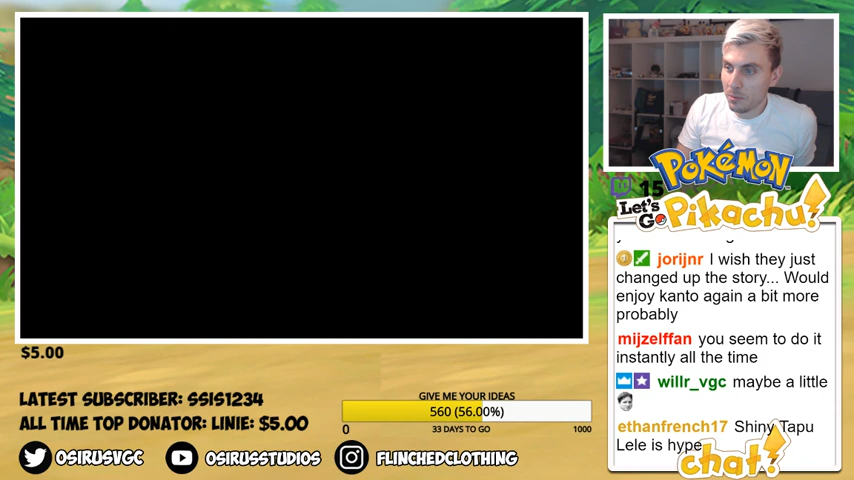 15
POKéMON
Let's
Go
Pikachu!
jorijnr I wish they just
changed up the story... Would
enjoy kanto again a bit more
probably
mijzelffan you seem to do it
instantly all the time
willr_vgc maybe a little
ethanfrench17 Shiny Tapu
Lele is hype
chat!
$5.00
LATEST SUBSCRIBER: SSIS1234
ALL TIME TOP DONATOR: LINIE: $5.00
GIVE ME YOUR IDEAS
560 (56.00%)
0 33 DAYS TO GO 1000
OSIRUSVGC OSIRUSSTUDIOS FLINCHEDCLOTHING